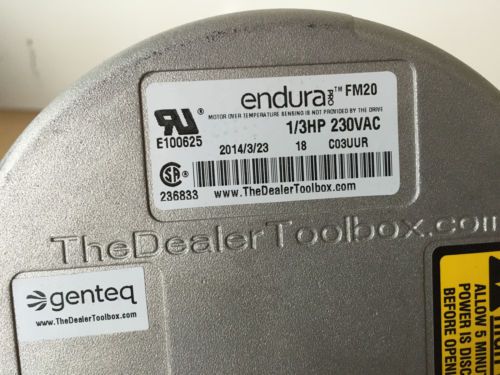 endura PRO™ FM20
MOTOR OVER TEMPERATURE SENSING IS NOT PROVIDED BY THE DRIVE
E100625 1/3HP 230VAC
2014/3/23 18 C03UUR
236833 www.TheDealerToolbox.com
TheDealerToolbox.com
genteq
www.TheDealerToolbox.com
ALLOW 5 MINUT
POWER IS DISC
BEFORE OPENI